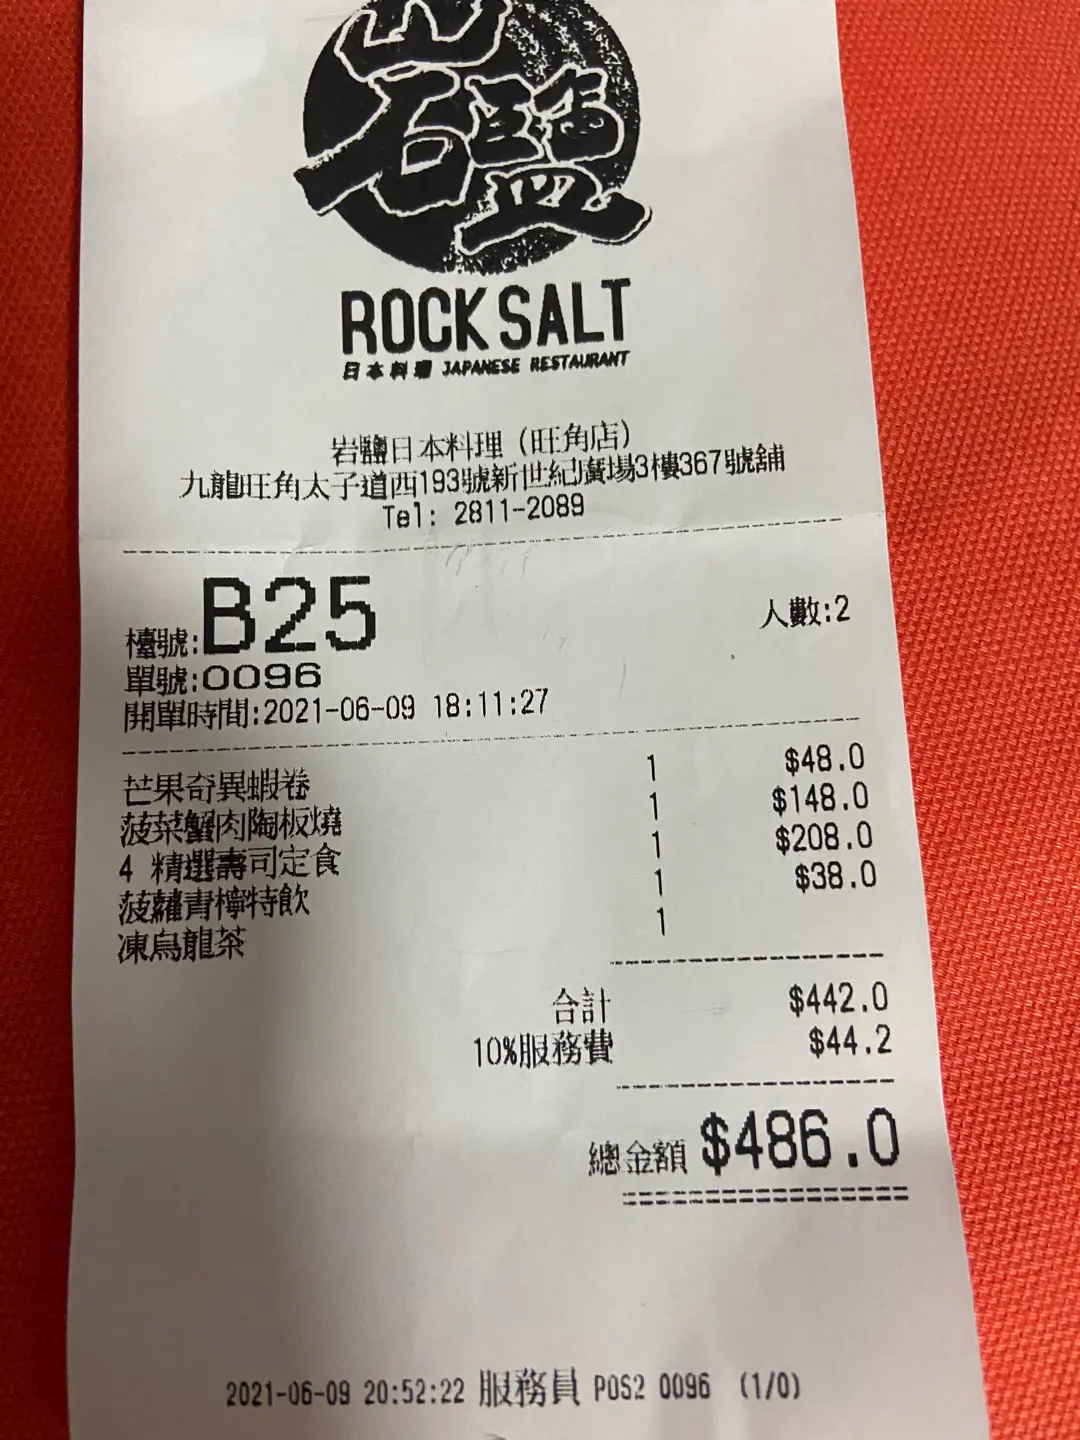 岩鹽
ROCK SALT
日本料理 JAPANESE RESTAURANT
岩鹽日本料理 (旺角店)
九龍旺角太子道西193號新世紀廣場3樓367號舖
Tel: 2811-2089
檯號:B25 人數:2
單號:0096
開單時間:2021-06-09 18:11:27
芒果奇異蝦卷 1 $48.0
菠菜蟹肉陶板燒 1 $148.0
4 精選壽司定食 1 $208.0
菠蘿青檸特飲 1 $38.0
凍烏龍茶 1
合計 $442.0
10%服務費 $44.2
總金額 $486.0
2021-06-09 20:52:22 服務員 POS2 0096 (1/0)